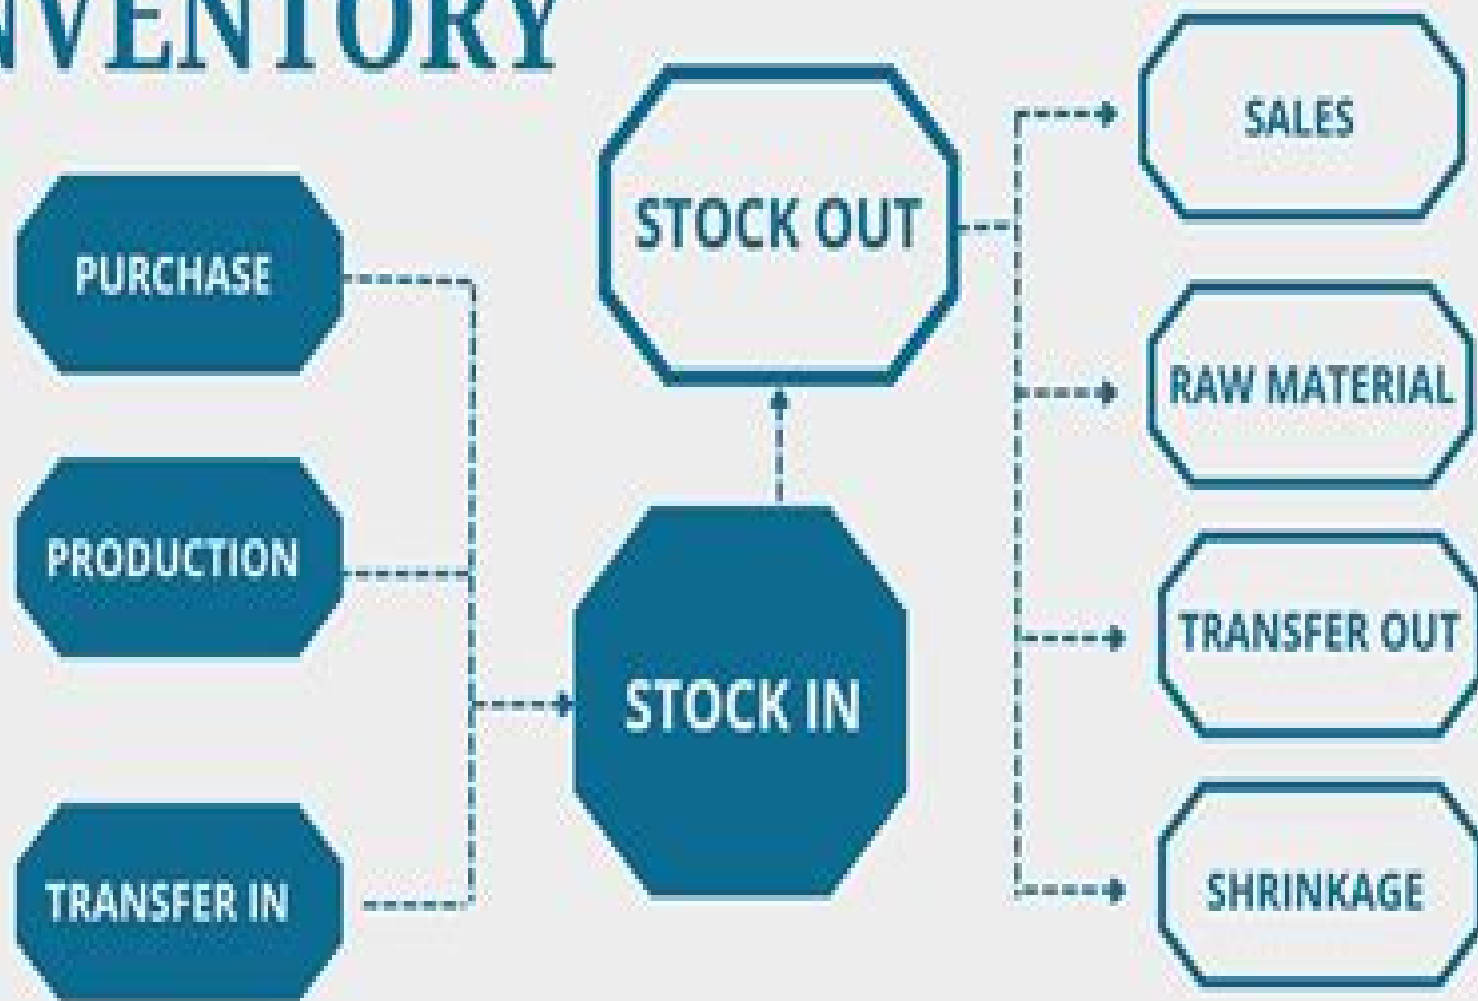 NVENTORY
PURCHASE
PRODUCTION
TRANSFER IN
STOCK OUT
STOCK IN
SALES
RAW MATERIAL
TRANSFER OUT
SHRINKAGE